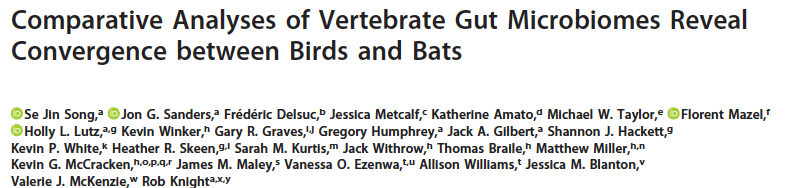 Comparative Analyses of Vertebrate Gut Microbiomes Reveal
Convergence between Birds and Bats
Se Jin Song,ᵃ Jon G. Sanders,ᵃ Frédéric Delsuc,ᵇ Jessica Metcalf,ᶜ Katherine Amato,ᵈ Michael W. Taylor,ᵉ Florent Mazel,ᶠ
Holly L. Lutz,ᵃ,ᵍ Kevin Winker,ʰ Gary R. Graves,ⁱ,ʲ Gregory Humphrey,ᵃ Jack A. Gilbert,ᵃ Shannon J. Hackett,ᵍ
Kevin P. White,ᵏ Heather R. Skeen,ᵍ,ˡ Sarah M. Kurtis,ᵐ Jack Withrow,ʰ Thomas Braile,ʰ Matthew Miller,ʰ,ⁿ
Kevin G. McCracken,ʰ,ᵒ,ᵖ,q,ʳ James M. Maley,ˢ Vanessa O. Ezenwa,ᵗ,ᵘ Allison Williams,ᵗ Jessica M. Blanton,ᵛ
Valerie J. McKenzie,ʷ Rob Knightᵃ,ˣ,ʸ